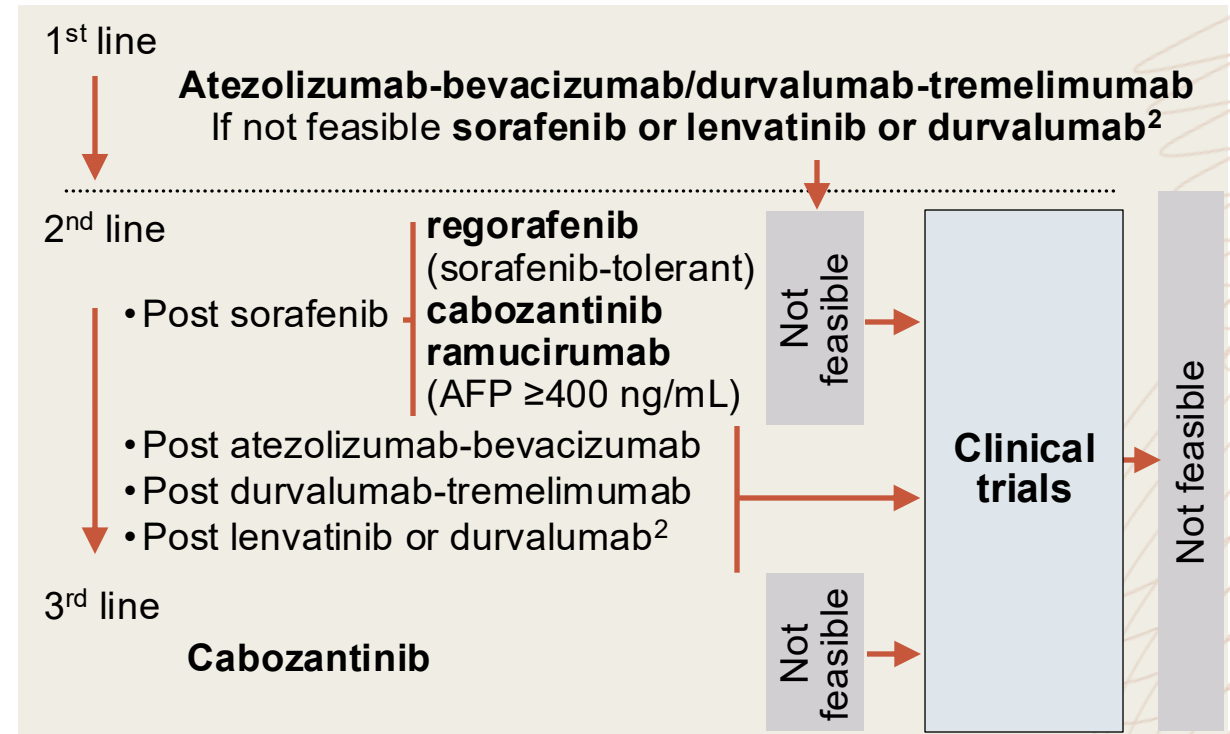 1st line
Atezolizumab-bevacizumab/durvalumab-tremelimumab
If not feasible sorafenib or lenvatinib or durvalumab2
2nd line
•Post sorafenib
regorafenib
(sorafenib-tolerant)
cabozantinib
ramucirumab
(AFP ≥400 ng/mL)
Not
feasible
•Post atezolizumab-bevacizumab
•Post durvalumab-tremelimumab
•Post lenvatinib or durvalumab2
Clinical
trials
Not feasible
3rd line
Cabozantinib
Not
feasible